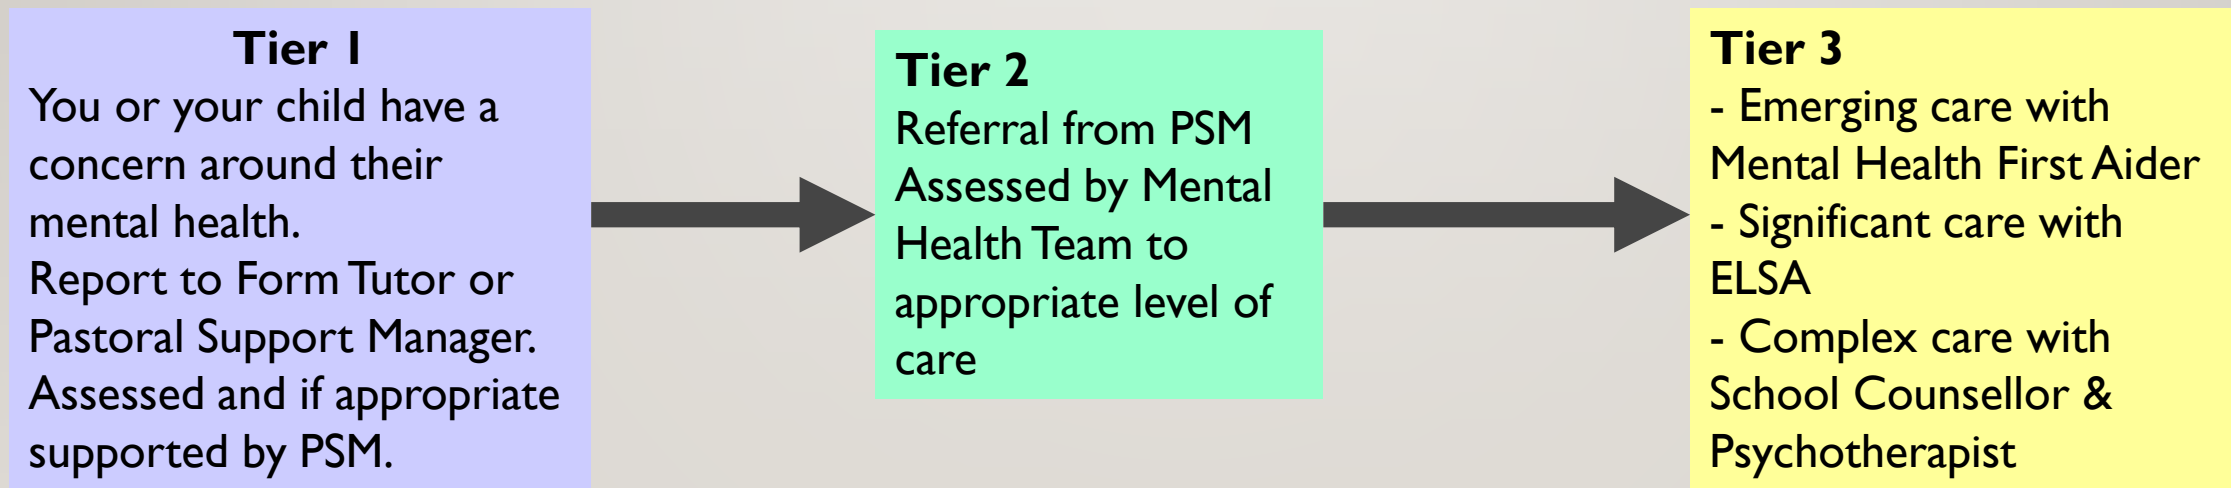 Tier 1
You or your child have a
concern around their
mental health.
Report to Form Tutor or
Pastoral Support Manager.
Assessed and if appropriate
supported by PSM.
Tier 2
Referral from PSM
Assessed by Mental
Health Team to
appropriate level of
care
Tier 3
- Emerging care with
Mental Health First Aider
- Significant care with
ELSA
- Complex care with
School Counsellor &
Psychotherapist